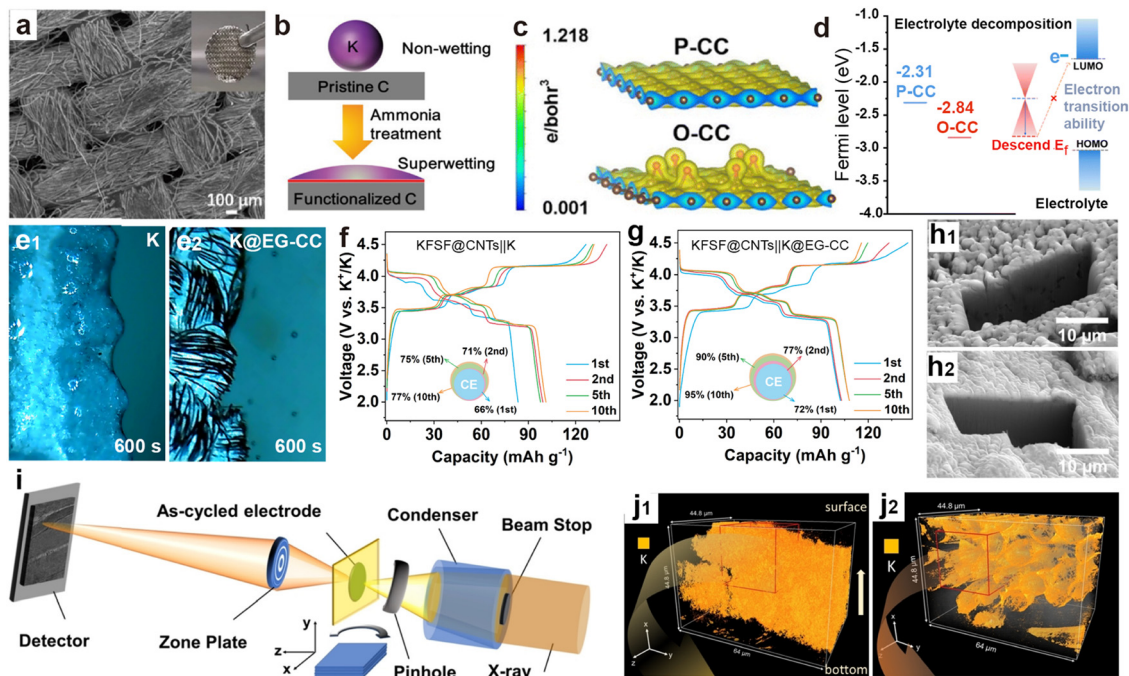 a
100 µm
b
K
Non-wetting
Pristine C
Ammonia
treatment
Superwetting
Functionalized C
c
1.218
e/bohr³
0.001
P-CC
O-CC
d
Fermi level (eV)
-1.0
-1.5
-2.0
-2.5
-3.0
-3.5
-4.0
Electrolyte decomposition
-2.31
P-CC
-2.84
O-CC
e−
LUMO
Electron
transition
ability
×
Descend Ef
HOMO
Electrolyte
e1
K
600 s
e2
K@EG-CC
600 s
f
KFSF@CNTs||K
Voltage (V vs. K⁺/K)
4.5
4.0
3.5
3.0
2.5
2.0
75% (5th)
71% (2nd)
CE
77% (10th)
66% (1st)
1st
2nd
5th
10th
0 30 60 90 120 150
Capacity (mAh g⁻¹)
g
KFSF@CNTs||K@EG-CC
Voltage (V vs. K⁺/K)
4.5
4.0
3.5
3.0
2.5
2.0
90% (5th)
77% (2nd)
CE
95% (10th)
72% (1st)
1st
2nd
5th
10th
0 30 60 90 120 148
Capacity (mAh g⁻¹)
h1
10 µm
h2
10 µm
i
As-cycled electrode
Condenser
Beam Stop
Detector
Zone Plate
y
z
x
Pinhole
X-ray
j1
surface
44.8 µm
K
44.8 µm
x
z
y
64 µm
bottom
j2
44.8 µm
K
44.8 µm
x
z
y
64 µm